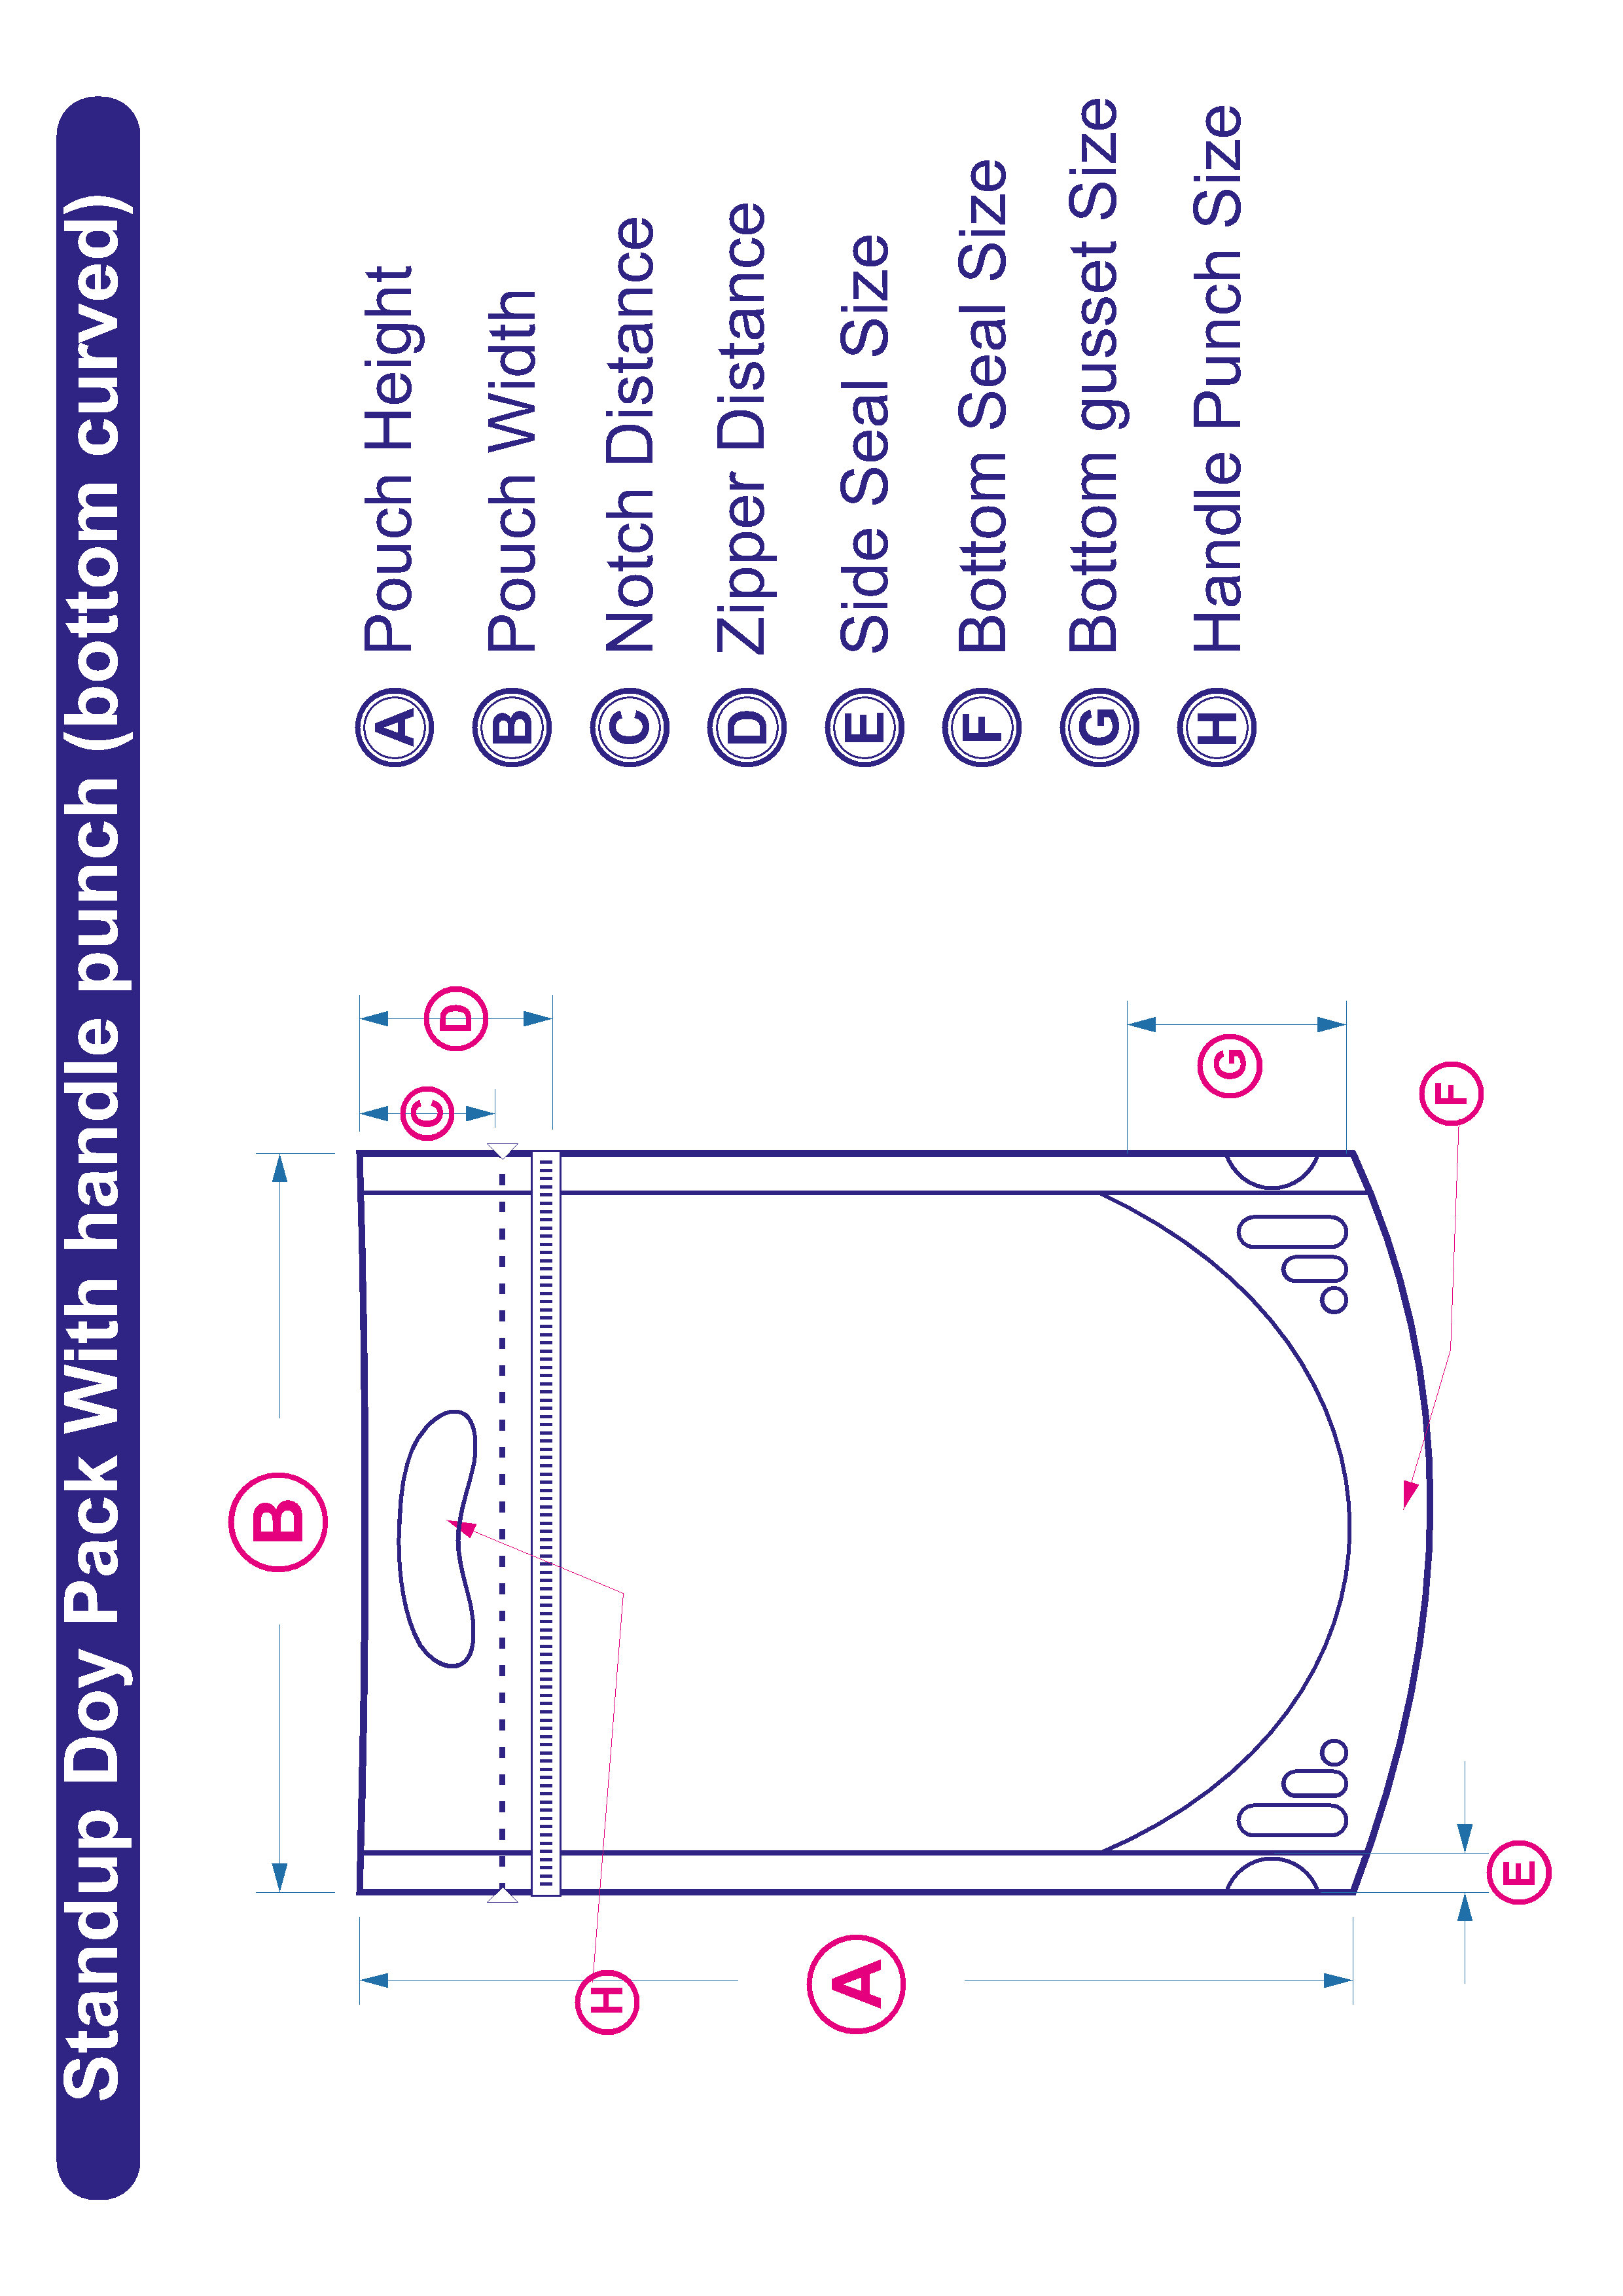 Standup Doy Pack With handle punch (bottom curved)
B
C
D
H
A
G
F
E
A Pouch Height
B Pouch Width
C Notch Distance
D Zipper Distance
E Side Seal Size
F Bottom Seal Size
G Bottom gusset Size
H Handle Punch Size